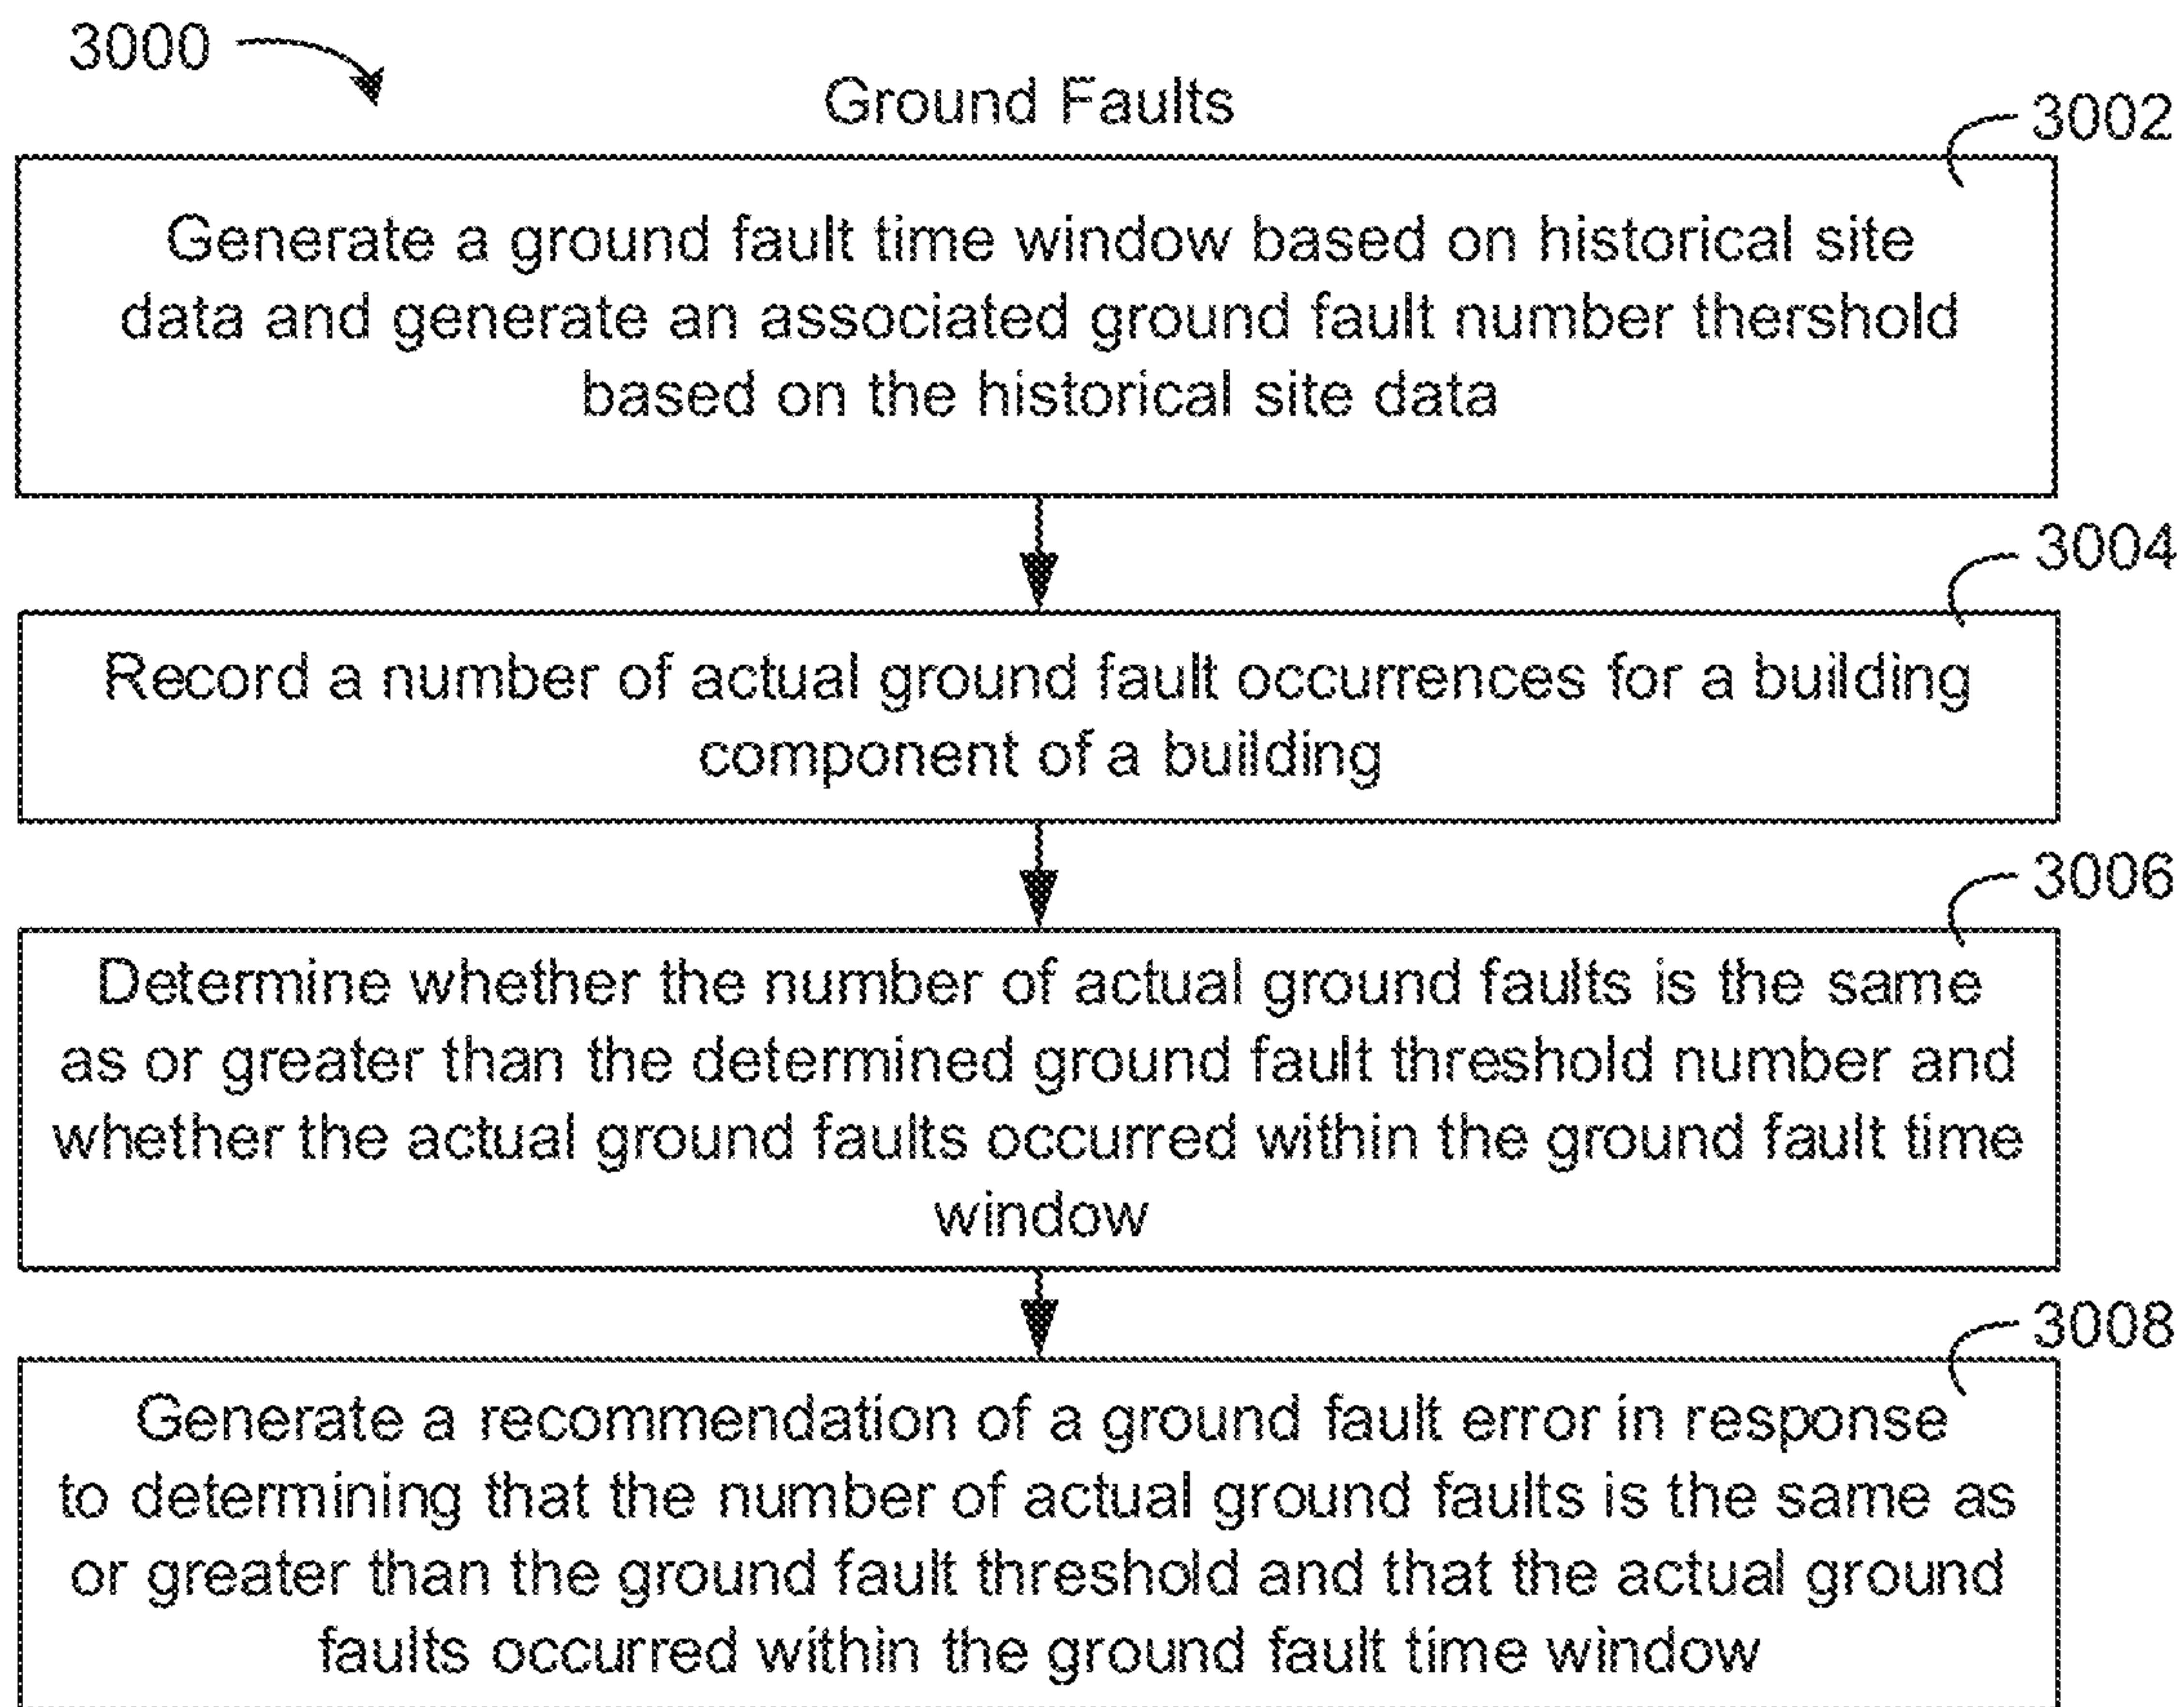 3000
Ground Faults
3002
Generate a ground fault time window based on historical site
data and generate an associated ground fault number thershold
based on the historical site data
3004
Record a number of actual ground fault occurrences for a building
component of a building
3006
Determine whether the number of actual ground faults is the same
as or greater than the determined ground fault threshold number and
whether the actual ground faults occurred within the ground fault time
window
3008
Generate a recommendation of a ground fault error in response
to determining that the number of actual ground faults is the same as
or greater than the ground fault threshold and that the actual ground
faults occurred within the ground fault time window